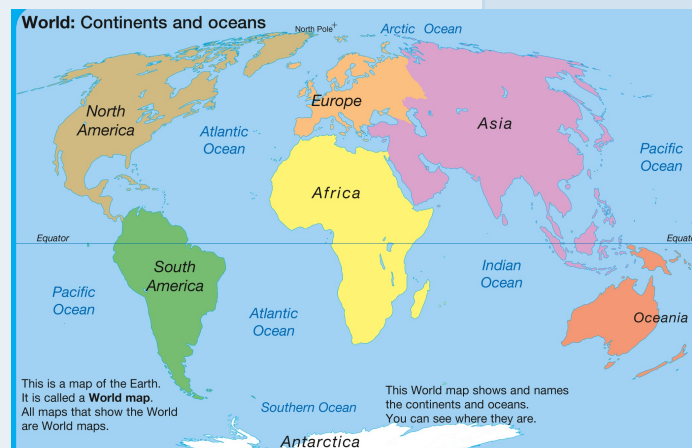 World: Continents and oceans
North Pole
Arctic Ocean
North
America
Atlantic
Ocean
Europe
Asia
Pacific
Ocean
Africa
Equator
South
America
Indian
Ocean
Pacific
Ocean
Atlantic
Ocean
Oceania
This is a map of the Earth.
It is called a World map.
All maps that show the World
are World maps.
Southern Ocean
This World map shows and names
the continents and oceans.
You can see where they are.
Antarctica